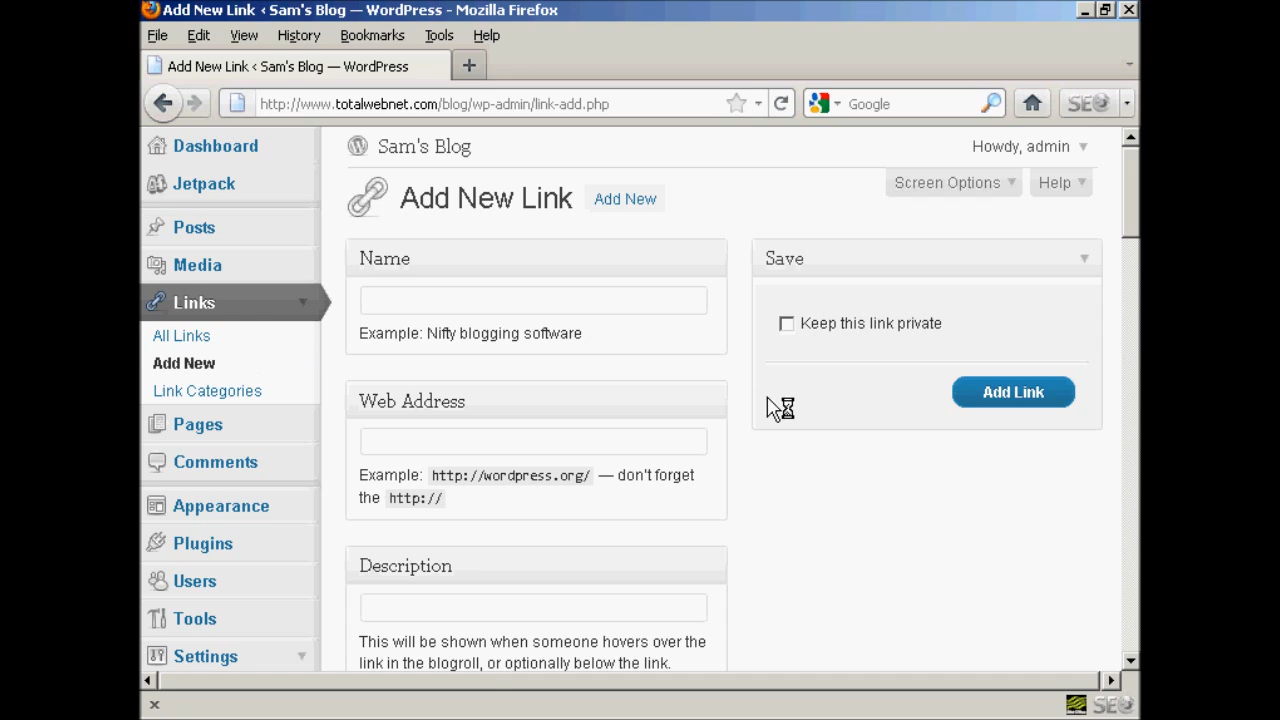 Add New Link ‹ Sam's Blog — WordPress - Mozilla Firefox
File Edit View History Bookmarks Tools Help
Add New Link ‹ Sam's Blog — WordPress
http://www.totalwebnet.com/blog/wp-admin/link-add.php
Google
SEO
Dashboard
Jetpack
Posts
Media
Links
All Links
Add New
Link Categories
Pages
Comments
Appearance
Plugins
Users
Tools
Settings
Sam's Blog
Howdy, admin
Screen Options
Help
Add New Link
Add New
Name
Example: Nifty blogging software
Web Address
Example: http://wordpress.org/ — don't forget
the http://
Description
This will be shown when someone hovers over the
link in the blogroll, or optionally below the link.
Save
Keep this link private
Add Link
SEO